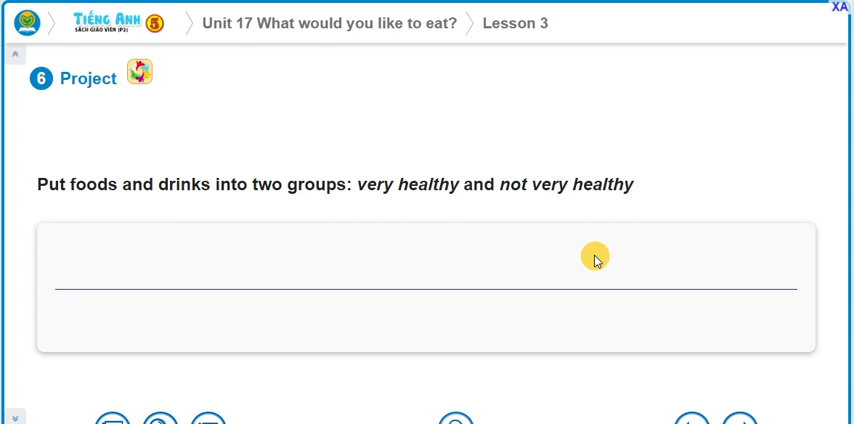 XA
TIẾNG ANH 5
SÁCH GIÁO VIÊN (P2)
Unit 17 What would you like to eat?
Lesson 3
6 Project
Put foods and drinks into two groups: very healthy and not very healthy